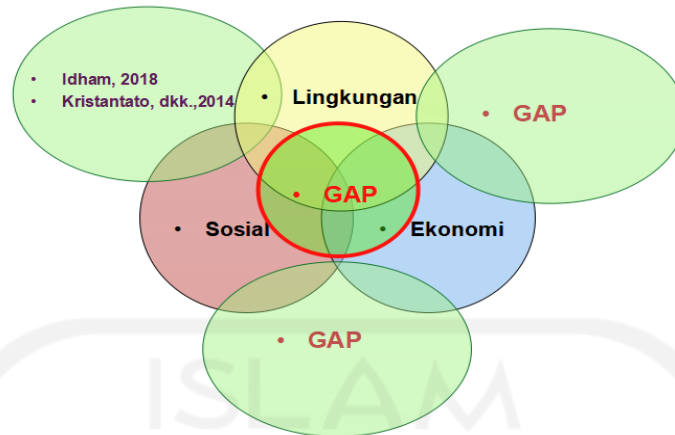 • Idham, 2018
• Kristantato, dkk.,2014
• Lingkungan
• GAP
• GAP
• Sosial
• Ekonomi
• GAP
ISLAM